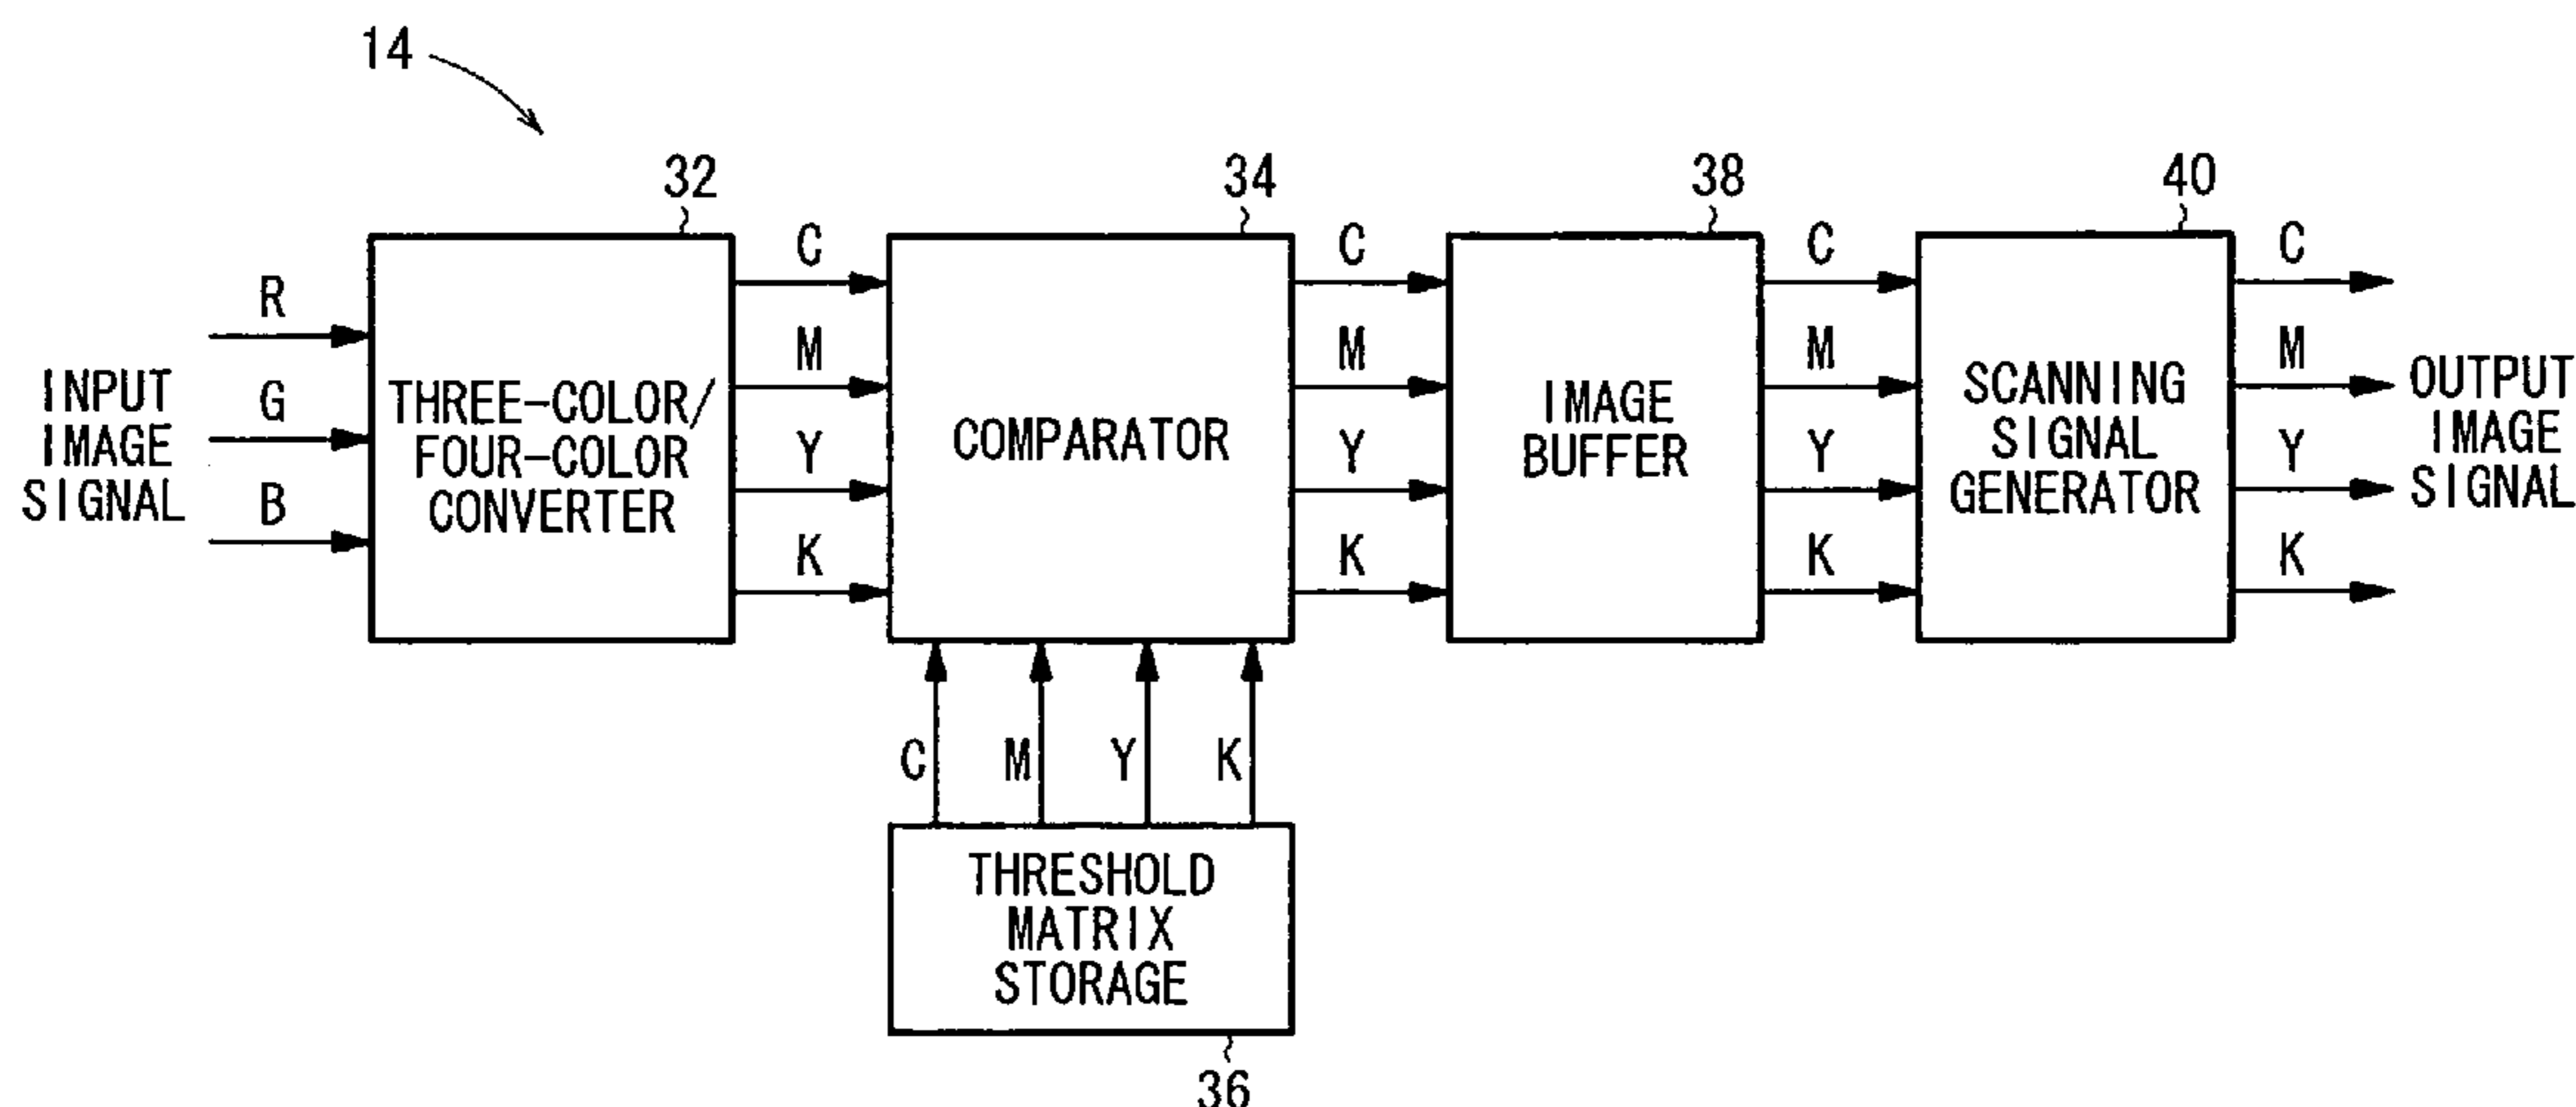 14
32
34
38
40
INPUT
IMAGE
SIGNAL
R
G
B
THREE-COLOR/
FOUR-COLOR
CONVERTER
C
M
Y
K
COMPARATOR
C
M
Y
K
IMAGE
BUFFER
C
M
Y
K
SCANNING
SIGNAL
GENERATOR
C
M
Y
K
OUTPUT
IMAGE
SIGNAL
C
M
Y
K
THRESHOLD
MATRIX
STORAGE
36